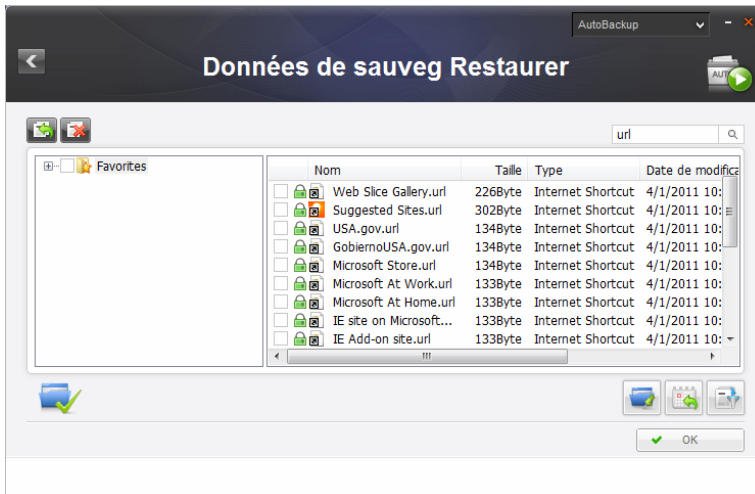 AutoBackup
Données de sauveg Restaurer
AUT
url
Favorites
Nom Taille Type Date de modifica
Web Slice Gallery.url 226Byte Internet Shortcut 4/1/2011 10:
Suggested Sites.url 302Byte Internet Shortcut 4/1/2011 10:
USA.gov.url 134Byte Internet Shortcut 4/1/2011 10:
GobiernoUSA.gov.url 134Byte Internet Shortcut 4/1/2011 10:
Microsoft Store.url 134Byte Internet Shortcut 4/1/2011 10:
Microsoft At Work.url 133Byte Internet Shortcut 4/1/2011 10:
Microsoft At Home.url 133Byte Internet Shortcut 4/1/2011 10:
IE site on Microsoft... 133Byte Internet Shortcut 4/1/2011 10:
IE Add-on site.url 133Byte Internet Shortcut 4/1/2011 10:
OK